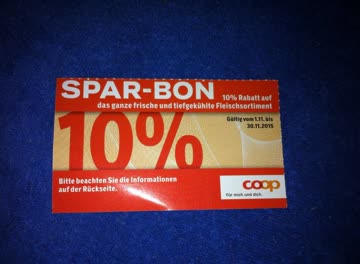 SPAR-BON
10% Rabatt auf
das ganze frische und tiefgekühlte Fleischsortiment
10%
Gültig vom 1.11. bis
30.11.2015
Bitte beachten Sie die Informationen
auf der Rückseite.
coop
Für mich und dich.